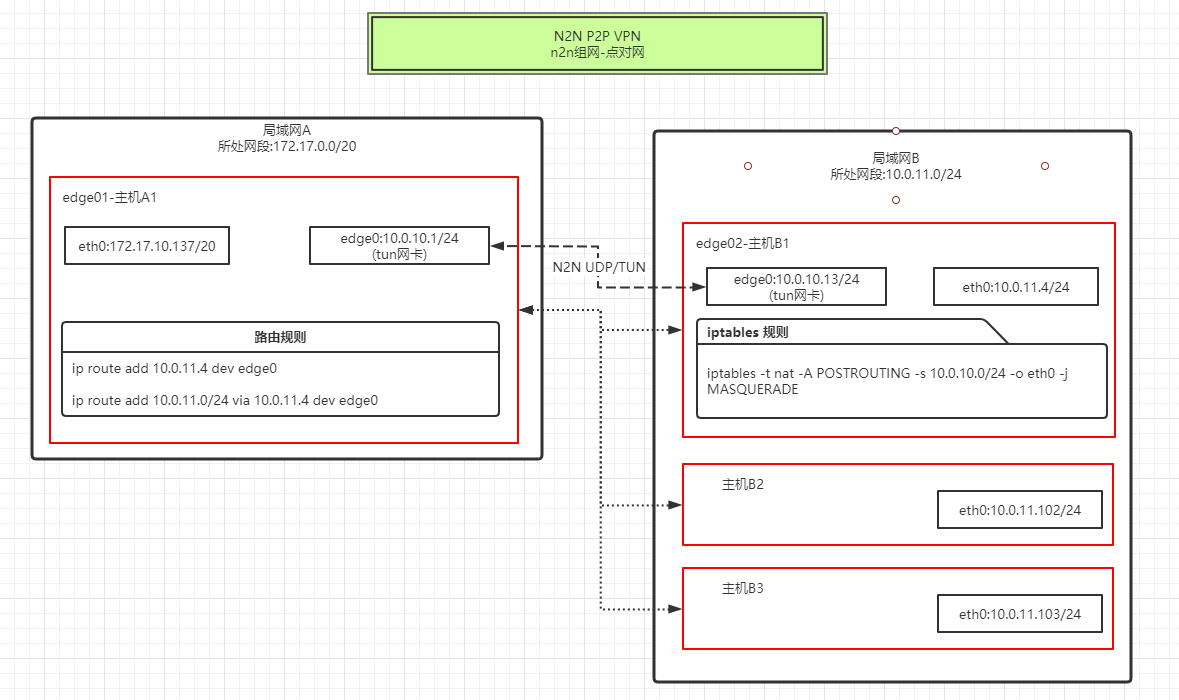 N2N P2P VPN
n2n组网-点对网
局域网A
所处网段:172.17.0.0/20
edge01-主机A1
eth0:172.17.10.137/20
edge0:10.0.10.1/24
(tun网卡)
路由规则
ip route add 10.0.11.4 dev edge0
ip route add 10.0.11.0/24 via 10.0.11.4 dev edge0
N2N UDP/TUN
局域网B
所处网段:10.0.11.0/24
edge02-主机B1
edge0:10.0.10.13/24
(tun网卡)
eth0:10.0.11.4/24
iptables 规则
iptables -t nat -A POSTROUTING -s 10.0.10.0/24 -o eth0 -j
MASQUERADE
主机B2
eth0:10.0.11.102/24
主机B3
eth0:10.0.11.103/24